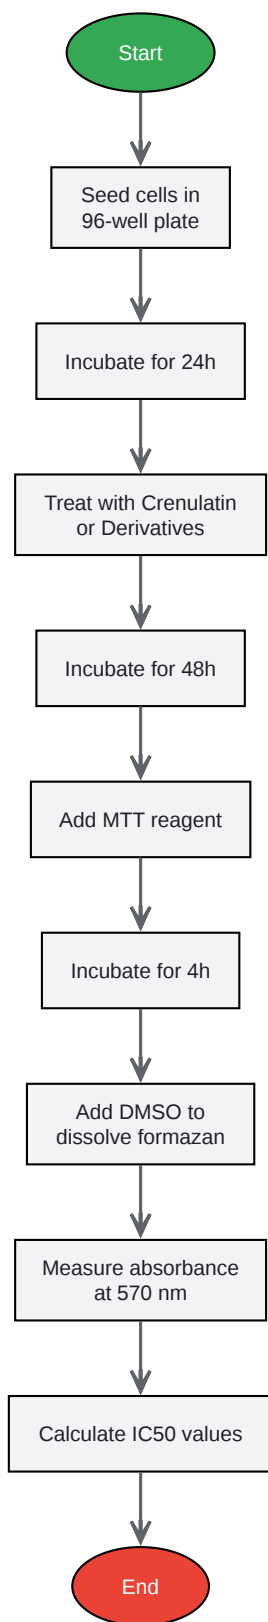 Start
Seed cells in
96-well plate
Incubate for 24h
Treat with Crenulatin
or Derivatives
Incubate for 48h
Add MTT reagent
Incubate for 4h
Add DMSO to
dissolve formazan
Measure absorbance
at 570 nm
Calculate IC50 values
End